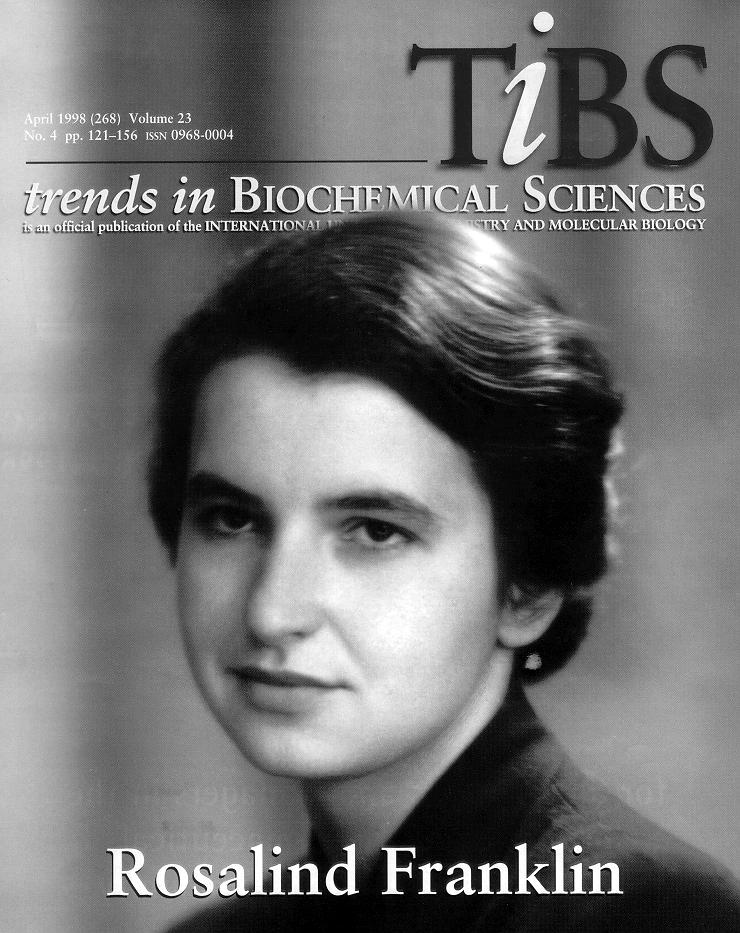 TiBS
April 1998 (268) Volume 23
No. 4 pp. 121–156 ISSN 0968-0004
trends in BIOCHEMICAL SCIENCES
is an official publication of the INTERNATIONAL STRY AND MOLECULAR BIOLOGY
Rosalind Franklin